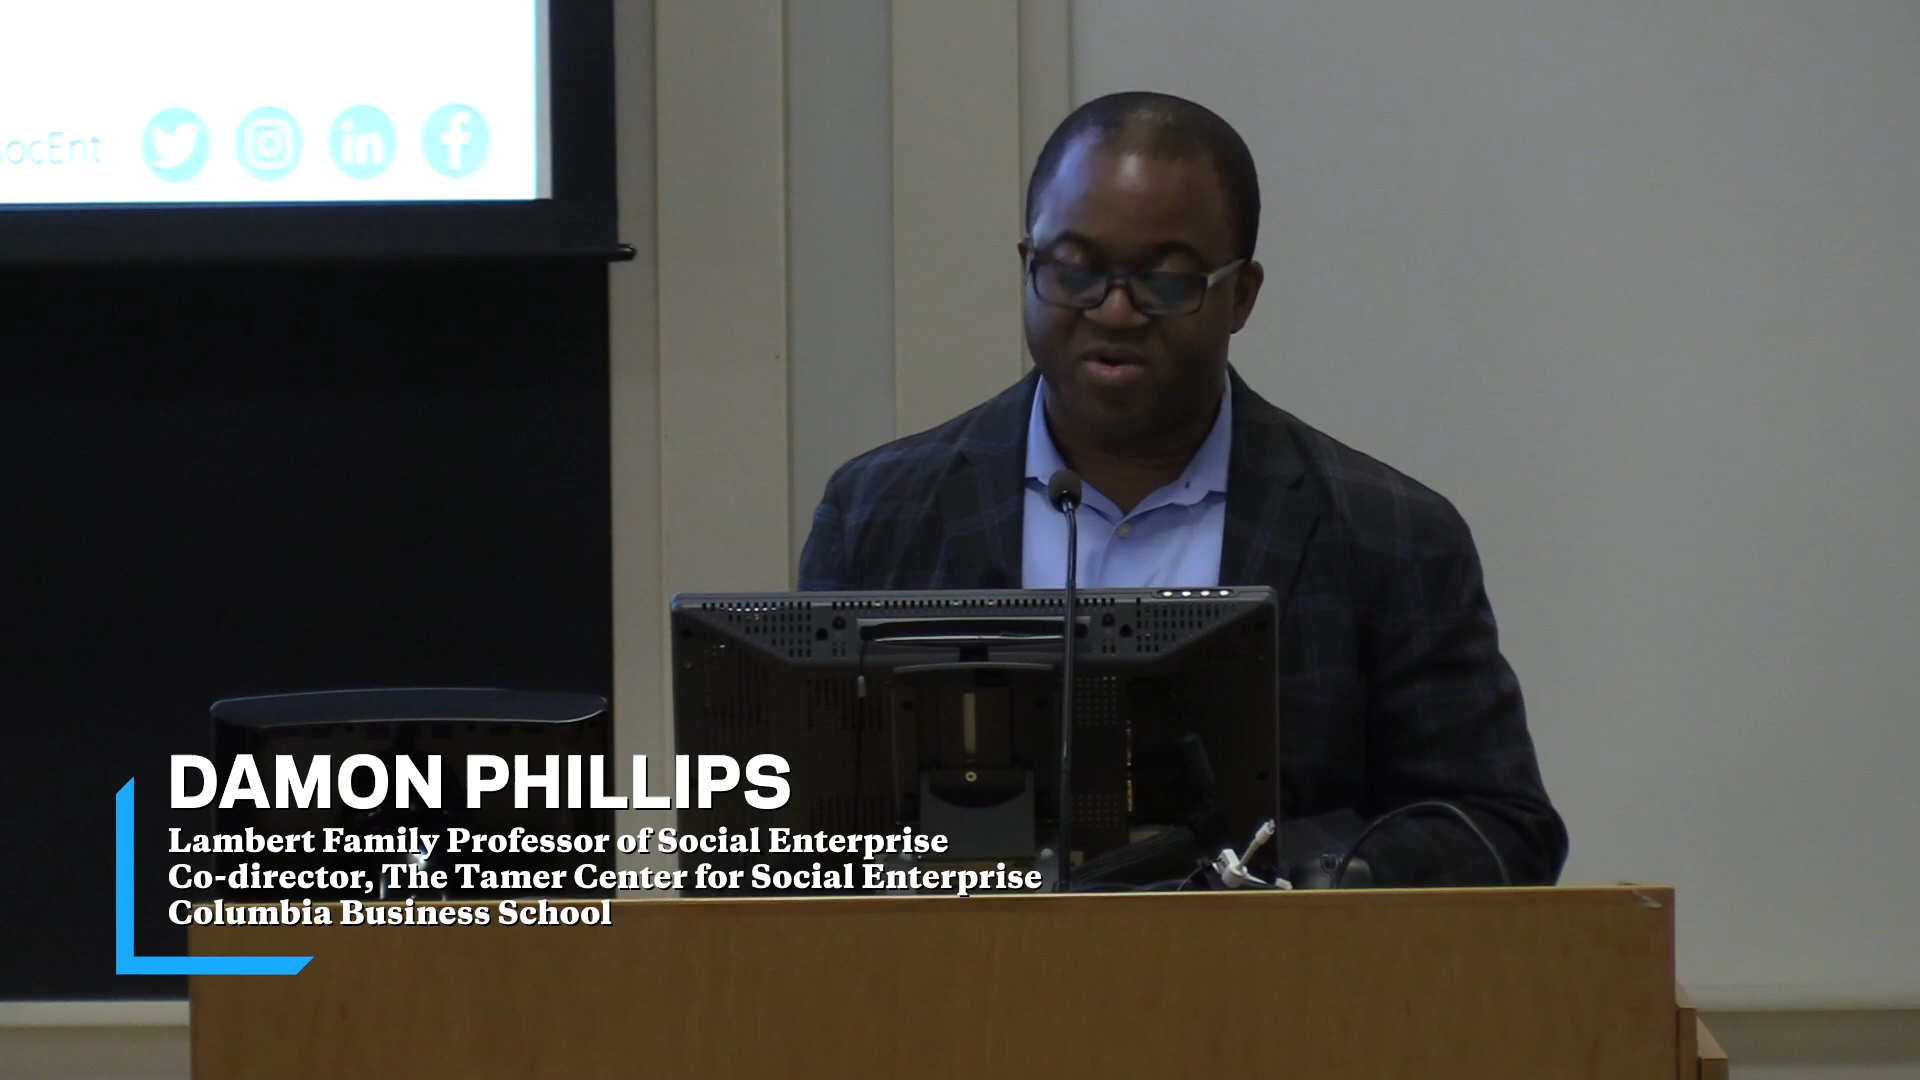 ocEnt
DAMON PHILLIPS
Lambert Family Professor of Social Enterprise
Co-director, The Tamer Center for Social Enterprise
Columbia Business School